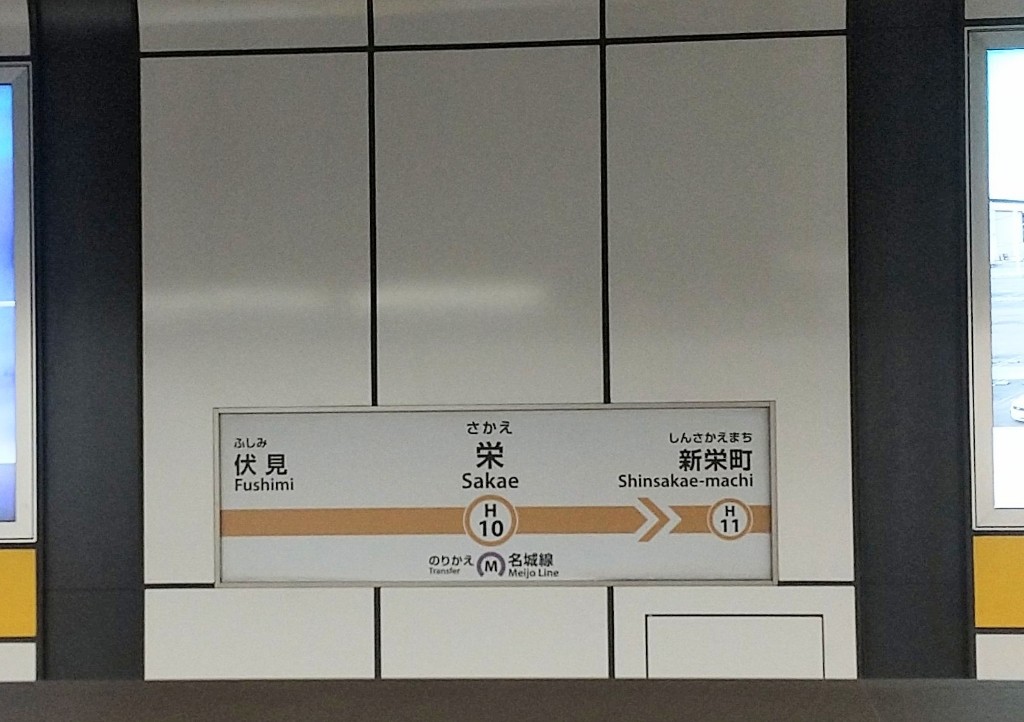 ふしみ
伏見
Fushimi
さかえ
栄
Sakae
しんさかえまち
新栄町
Shinsakae-machi
H
10
H
11
のりかえ
Transfer
M
名城線
Meijo Line